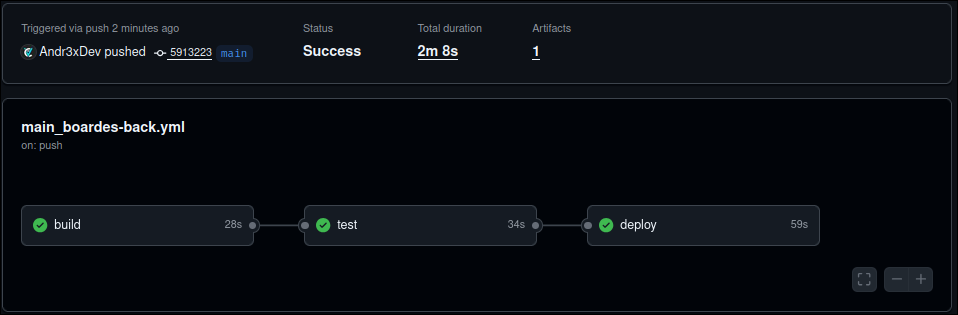 Triggered via push 2 minutes ago
Andr3xDev pushed 5913223 main
Status
Success
Total duration
2m 8s
Artifacts
1
main_boardes-back.yml
on: push
build 28s
test 34s
deploy 59s